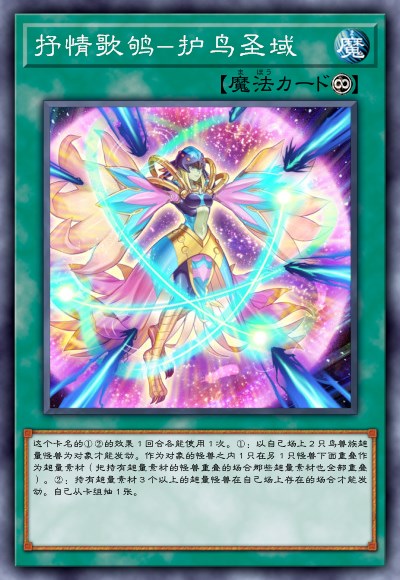 抒情歌鸲-护鸟圣域
魔
【魔法カード】
まほう
这个卡名的①②的效果1回合各能使用1次。①:以自己场上2只鸟兽族超
量怪兽为对象才能发动。作为对象的怪兽之内1只在另1只怪兽下面重叠作
为超量素材(把持有超量素材的怪兽重叠的场合那些超量素材也全部重叠
)。②:持有超量素材3个以上的超量怪兽在自己场上存在的场合才能发
动。自己从卡组抽1张。